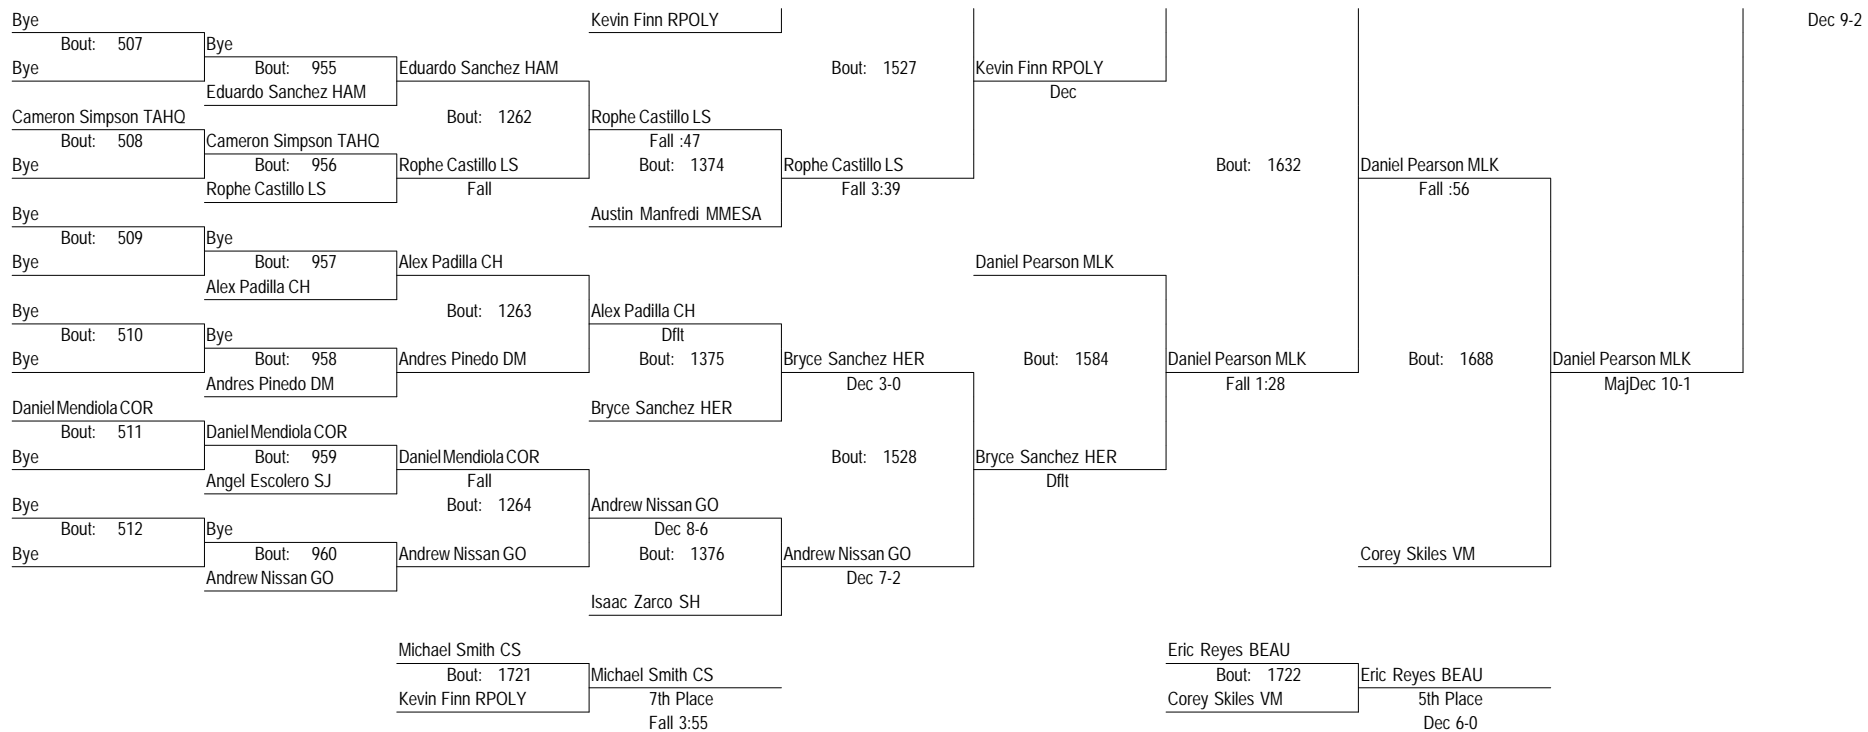 Bye Kevin Finn RPOLY Dec 9-2
Bout: 507 Bye
Bye Bout: 955 Eduardo Sanchez HAM Bout: 1527 Kevin Finn RPOLY
Eduardo Sanchez HAM Dec
Cameron Simpson TAHQ Bout: 1262 Rophe Castillo LS
Bout: 508 Cameron Simpson TAHQ Fall :47
Bye Bout: 956 Rophe Castillo LS Bout: 1374 Rophe Castillo LS Bout: 1632 Daniel Pearson MLK
Rophe Castillo LS Fall Fall 3:39 Fall :56
Bye Austin Manfredi MMESA
Bout: 509 Bye
Bye Bout: 957 Alex Padilla CH Daniel Pearson MLK
Alex Padilla CH
Bye Bout: 1263 Alex Padilla CH
Bout: 510 Bye Dflt
Bye Bout: 958 Andres Pinedo DM Bout: 1375 Bryce Sanchez HER Bout: 1584 Daniel Pearson MLK Bout: 1688 Daniel Pearson MLK
Andres Pinedo DM Dec 3-0 Fall 1:28 MajDec 10-1
Daniel Mendiola COR Bryce Sanchez HER
Bout: 511 Daniel Mendiola COR
Bye Bout: 959 Daniel Mendiola COR Bout: 1528 Bryce Sanchez HER
Angel Escolero SJ Fall Dflt
Bye Bout: 1264 Andrew Nissan GO
Bout: 512 Bye Dec 8-6
Bye Bout: 960 Andrew Nissan GO Bout: 1376 Andrew Nissan GO Corey Skiles VM
Andrew Nissan GO Dec 7-2
Isaac Zarco SH
Michael Smith CS Eric Reyes BEAU
Bout: 1721 Michael Smith CS Bout: 1722 Eric Reyes BEAU
Kevin Finn RPOLY 7th Place Corey Skiles VM 5th Place
Fall 3:55 Dec 6-0